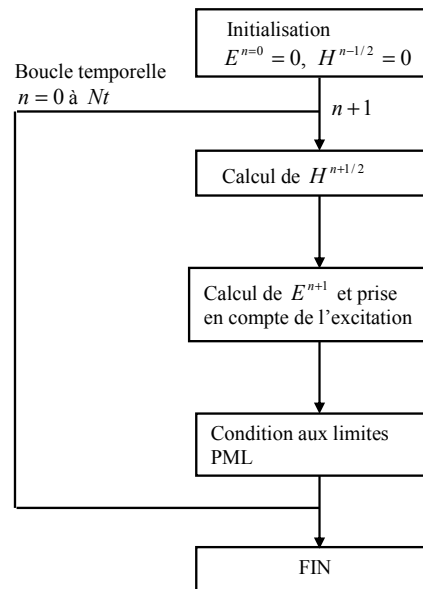 Initialisation
E^{n=0} = 0, H^{n-1/2} = 0
Boucle temporelle
n = 0 à Nt
n+1
Calcul de H^{n+1/2}
Calcul de E^{n+1} et prise
en compte de l'excitation
Condition aux limites
PML
FIN